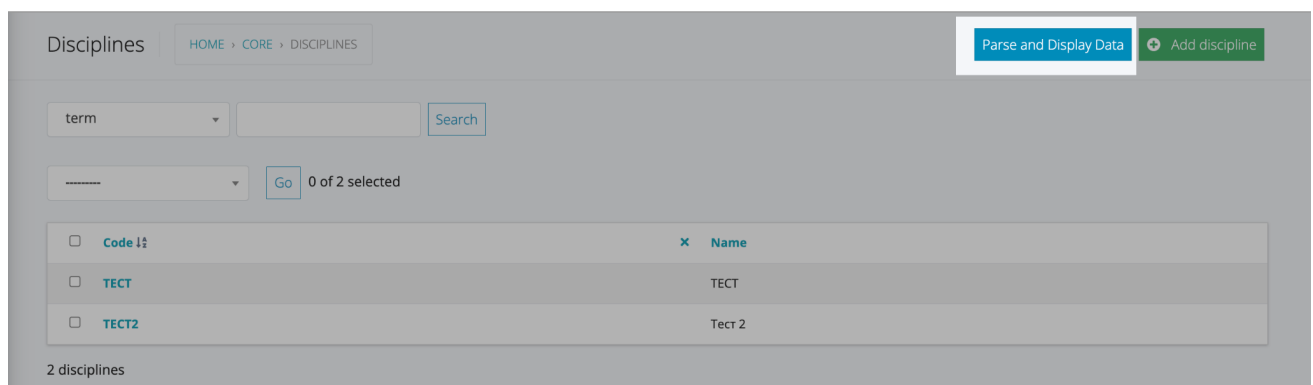 Disciplines HOME › CORE › DISCIPLINES Parse and Display Data Add discipline
term Search
--------- Go 0 of 2 selected
Code Name
ТЕСТ ТЕСТ
ТЕСТ2 Тест 2
2 disciplines